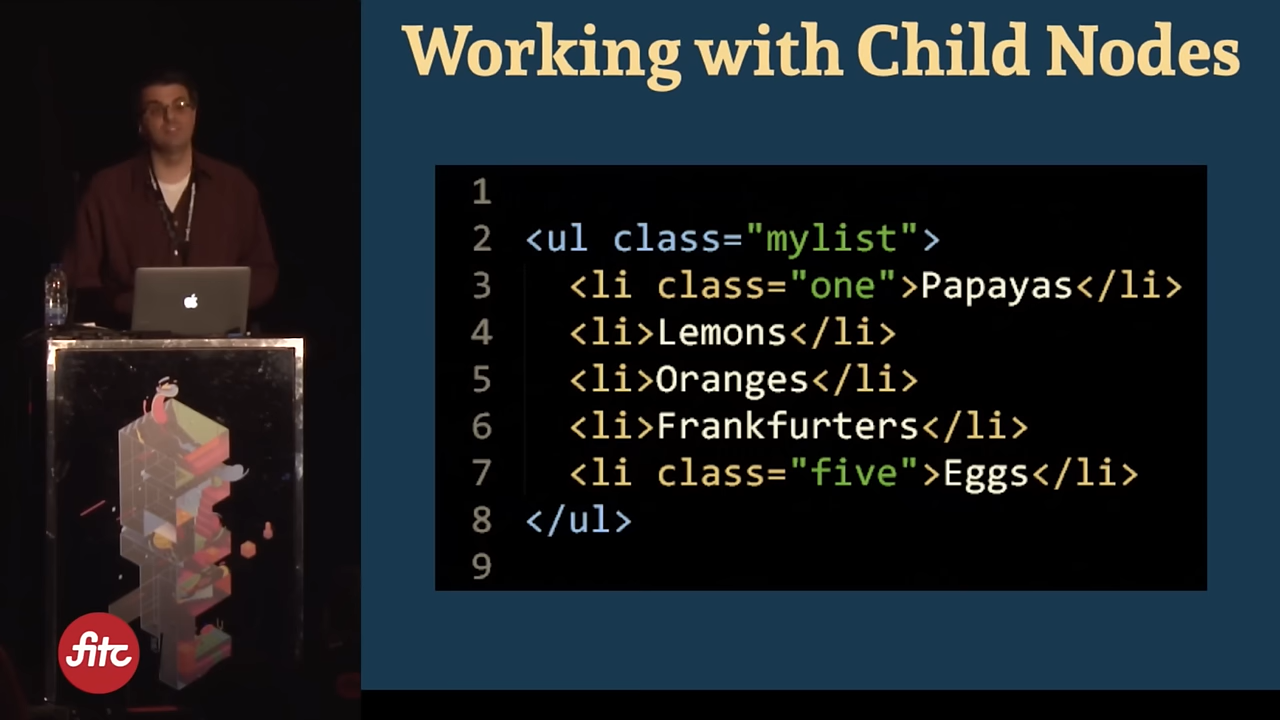 Working with Child Nodes
1
2 <ul class="mylist">
3 <li class="one">Papayas</li>
4 <li>Lemons</li>
5 <li>Oranges</li>
6 <li>Frankfurters</li>
7 <li class="five">Eggs</li>
8 </ul>
9
fitc